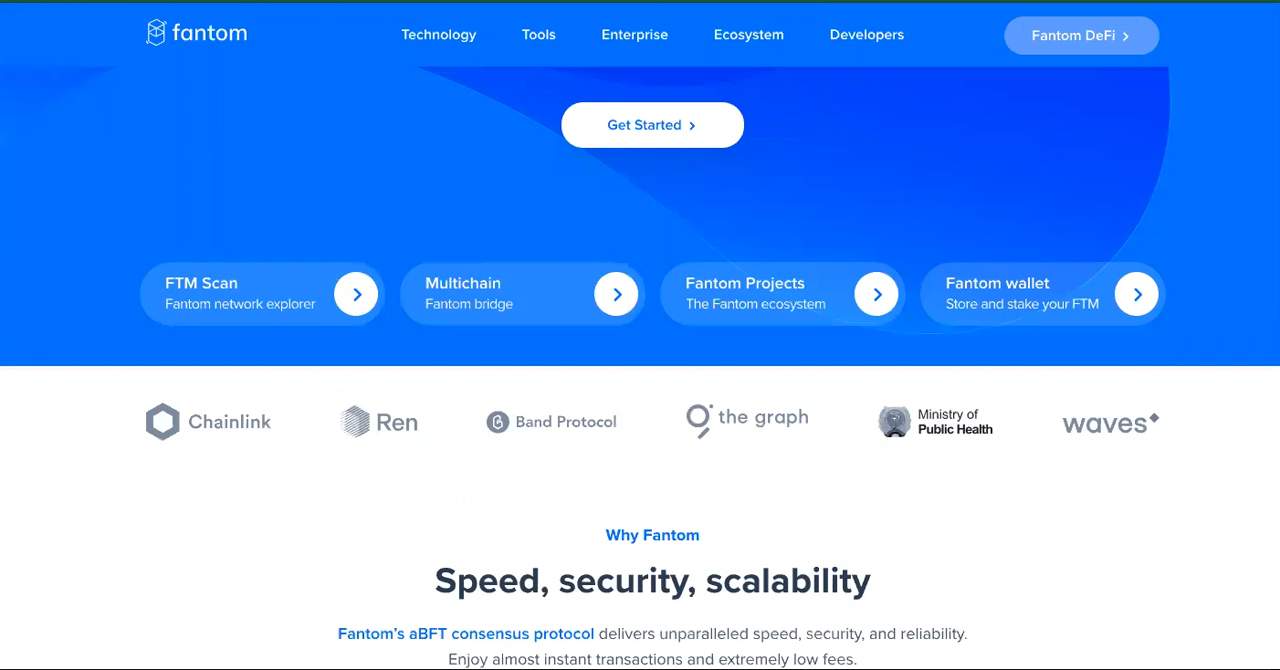 fantom
Technology
Tools
Enterprise
Ecosystem
Developers
Fantom DeFi
Get Started
FTM Scan
Fantom network explorer
Multichain
Fantom bridge
Fantom Projects
The Fantom ecosystem
Fantom wallet
Store and stake your FTM
Chainlink
Ren
Band Protocol
the graph
Ministry of
Public Health
waves
Why Fantom
Speed, security, scalability
Fantom’s aBFT consensus protocol delivers unparalleled speed, security, and reliability.
Enjoy almost instant transactions and extremely low fees.